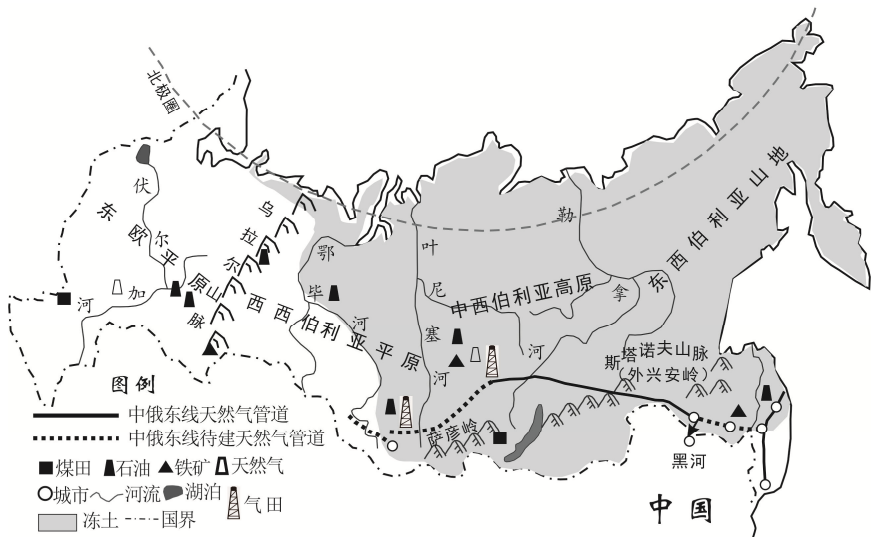 北极圈
伏尔加河
东欧平原
乌拉尔山脉
鄂毕河
西西伯利亚平原
叶尼塞河
中西伯利亚高原
勒拿河
东西伯利亚山地
斯塔诺夫山脉
(外兴安岭)
萨彦岭
黑河
中国
图例
中俄东线天然气管道
中俄东线待建天然气管道
煤田 石油 铁矿 天然气
城市 河流 湖泊 气田
冻土 国界